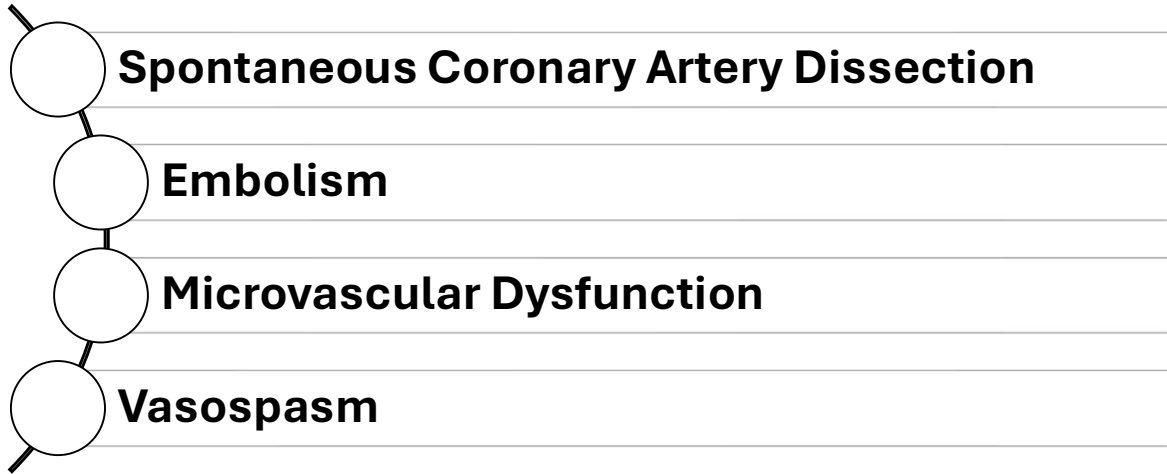 Spontaneous Coronary Artery Dissection
Embolism
Microvascular Dysfunction
Vasospasm